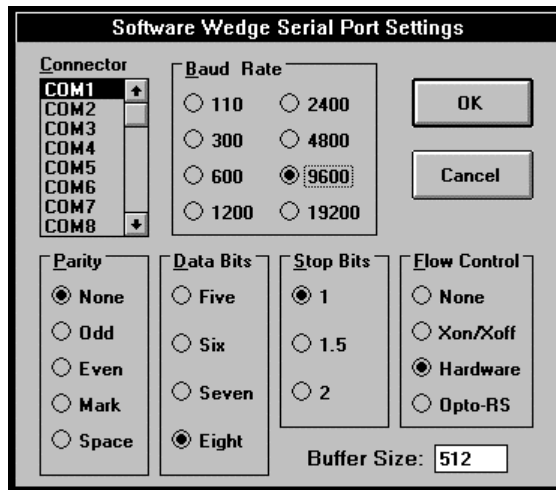 Software Wedge Serial Port Settings
Connector
COM1
COM2
COM3
COM4
COM5
COM6
COM7
COM8
Baud Rate
110
2400
300
4800
600
9600
1200
19200
OK
Cancel
Parity
None
Odd
Even
Mark
Space
Data Bits
Five
Six
Seven
Eight
Stop Bits
1
1.5
2
Flow Control
None
Xon/Xoff
Hardware
Opto-RS
Buffer Size: 512